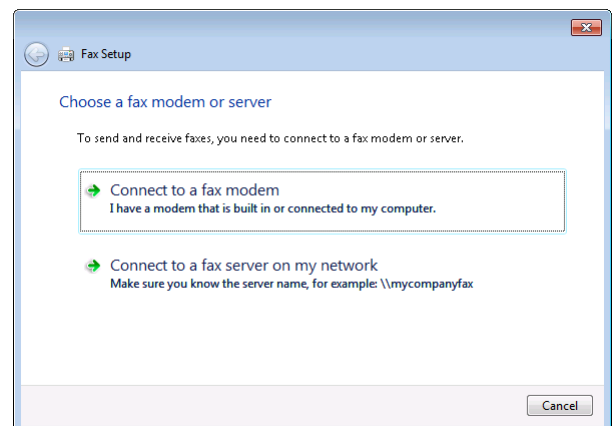 Fax Setup
Choose a fax modem or server
To send and receive faxes, you need to connect to a fax modem or server.
Connect to a fax modem
I have a modem that is built in or connected to my computer.
Connect to a fax server on my network
Make sure you know the server name, for example: \\mycompanyfax
Cancel